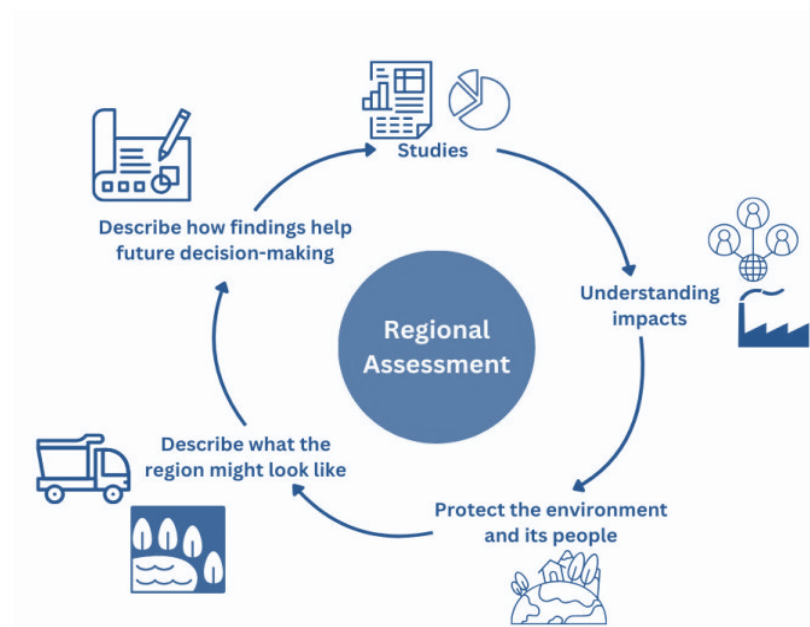 Studies
Understanding
impacts
Protect the environment
and its people
Describe what the
region might look like
Describe how findings help
future decision-making
Regional
Assessment